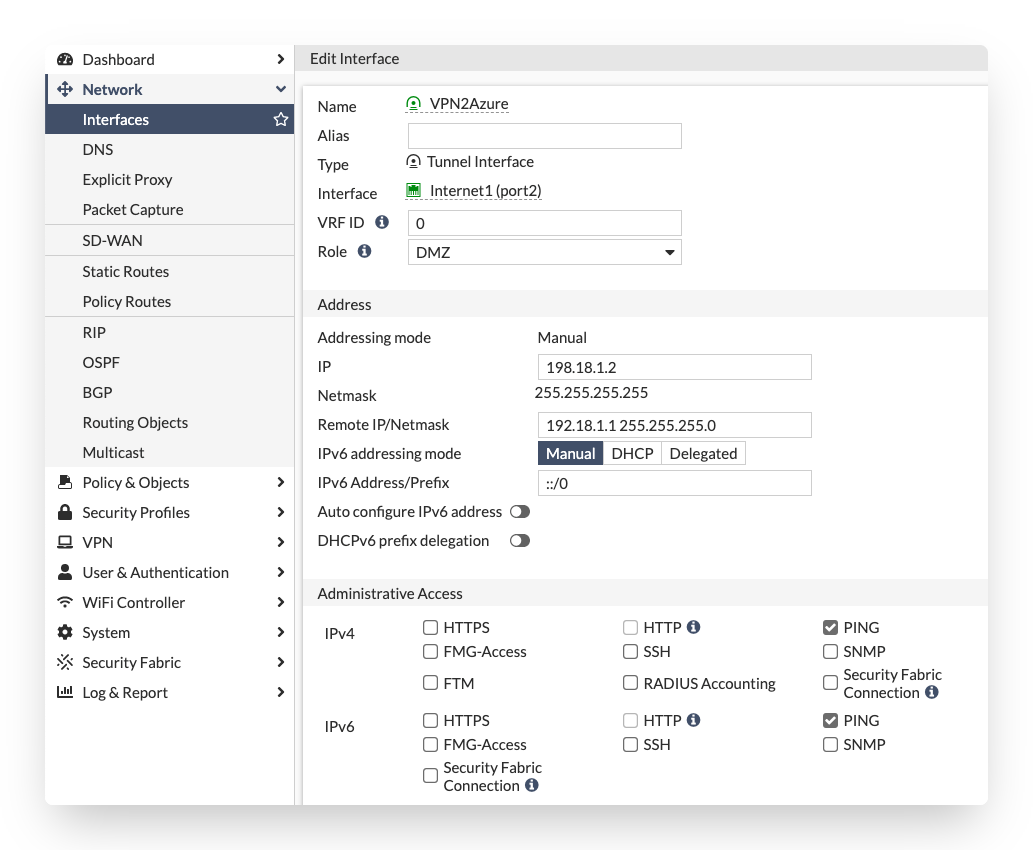 Dashboard
Network
Interfaces
DNS
Explicit Proxy
Packet Capture
SD-WAN
Static Routes
Policy Routes
RIP
OSPF
BGP
Routing Objects
Multicast
Policy & Objects
Security Profiles
VPN
User & Authentication
WiFi Controller
System
Security Fabric
Log & Report
Edit Interface
Name VPN2Azure
Alias
Type Tunnel Interface
Interface Internet1 (port2)
VRF ID 0
Role DMZ
Address
Addressing mode Manual
IP 198.18.1.2
Netmask 255.255.255.255
Remote IP/Netmask 192.18.1.1 255.255.255.0
IPv6 addressing mode Manual DHCP Delegated
IPv6 Address/Prefix ::/0
Auto configure IPv6 address
DHCPv6 prefix delegation
Administrative Access
IPv4 HTTPS HTTP PING
FMG-Access SSH SNMP
FTM RADIUS Accounting Security Fabric
Connection
IPv6 HTTPS HTTP PING
FMG-Access SSH SNMP
Security Fabric
Connection